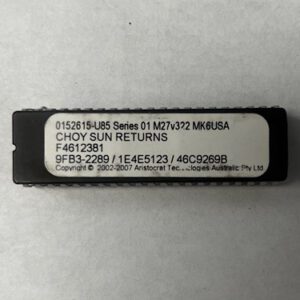 0152615-U85 Series 01 M27v322 MK6USA
CHOY SUN RETURNS
F4612381
9FB3-2289 / 1E4E5123 / 46C9269B
Copyright © 2002-2007 Aristocrat Technologies Australia Pty Ltd